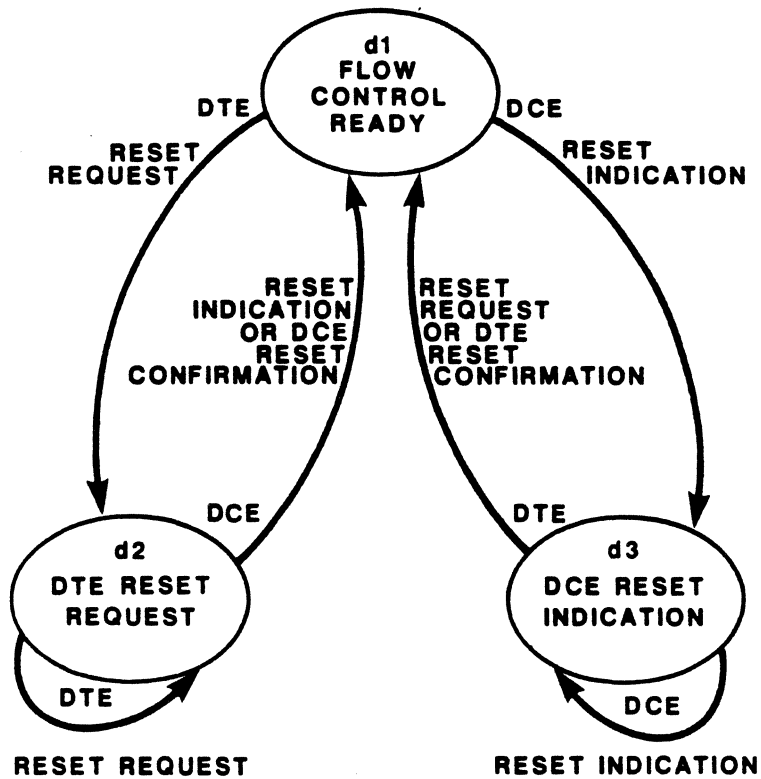 d1
FLOW
CONTROL
READY
DTE
DCE
RESET
REQUEST
RESET
INDICATION
RESET
INDICATION
OR DCE
RESET
CONFIRMATION
RESET
REQUEST
OR DTE
RESET
CONFIRMATION
DCE
DTE
d2
DTE RESET
REQUEST
d3
DCE RESET
INDICATION
DTE
DCE
RESET REQUEST
RESET INDICATION